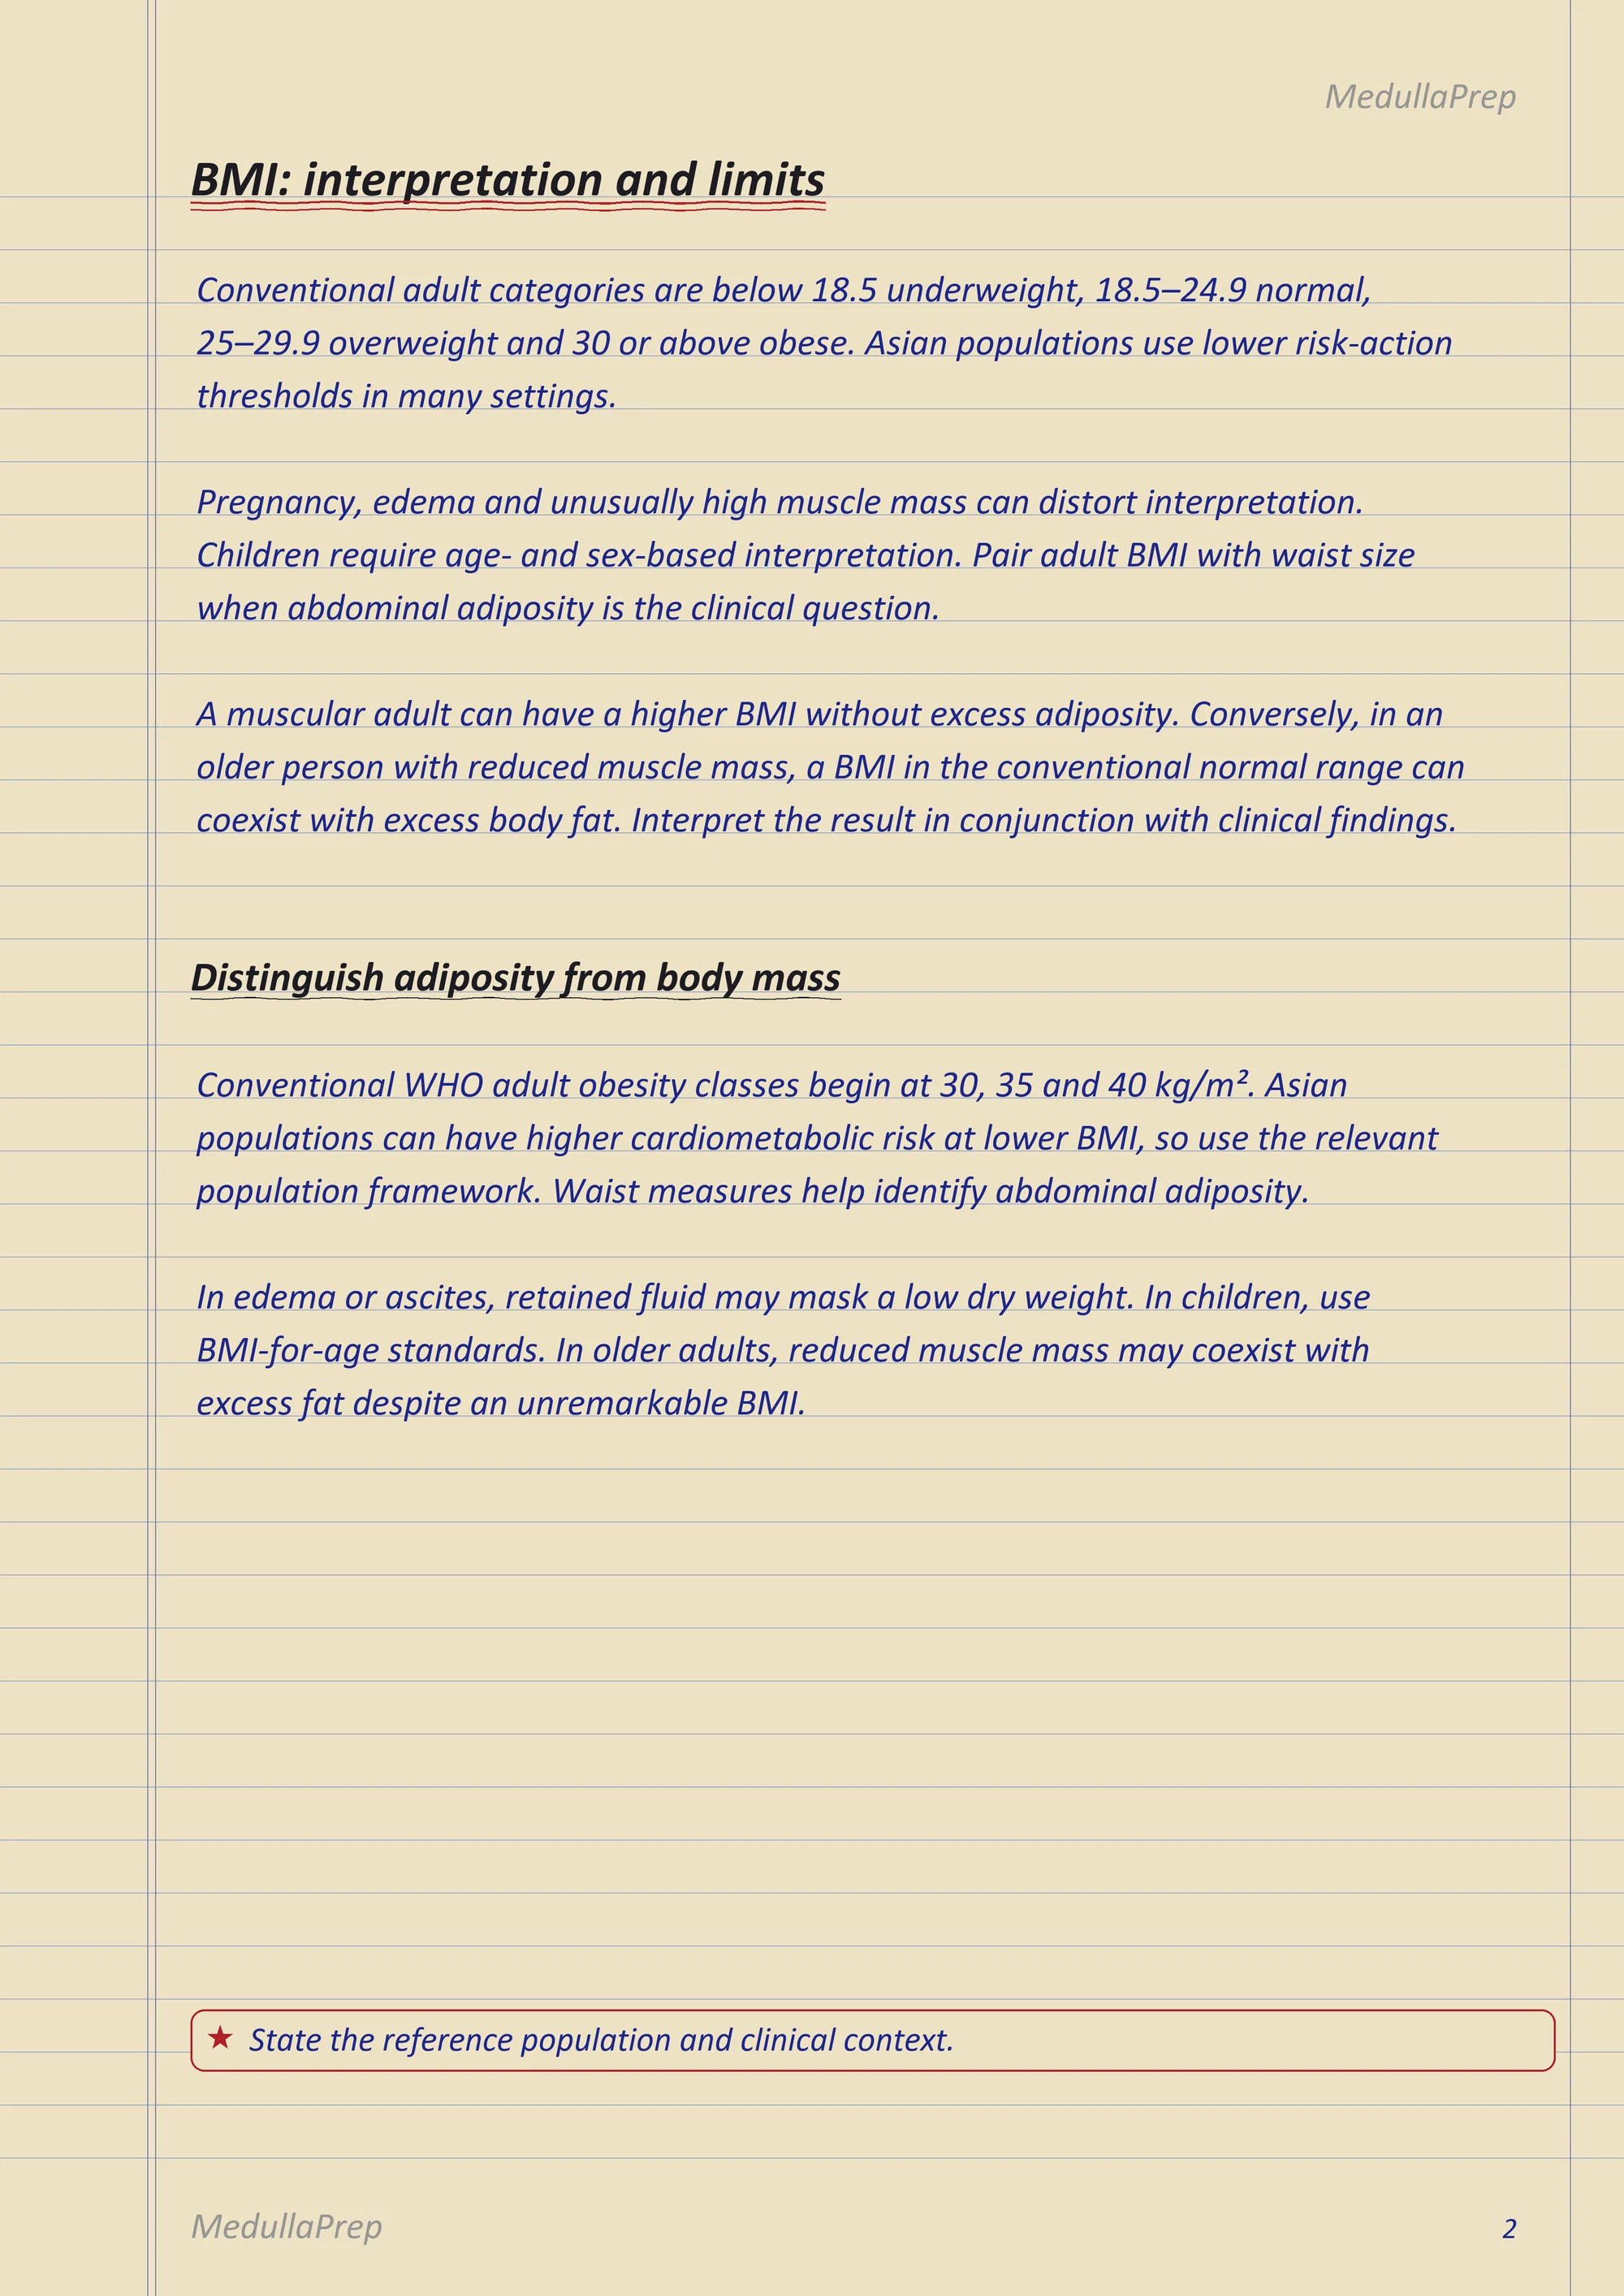 MedullaPrep
BMI: interpretation and limits
Conventional adult categories are below 18.5 underweight, 18.5–24.9 normal,
25–29.9 overweight and 30 or above obese. Asian populations use lower risk-action
thresholds in many settings.
Pregnancy, edema and unusually high muscle mass can distort interpretation.
Children require age- and sex-based interpretation. Pair adult BMI with waist size
when abdominal adiposity is the clinical question.
A muscular adult can have a higher BMI without excess adiposity. Conversely, in an
older person with reduced muscle mass, a BMI in the conventional normal range can
coexist with excess body fat. Interpret the result in conjunction with clinical findings.
Distinguish adiposity from body mass
Conventional WHO adult obesity classes begin at 30, 35 and 40 kg/m². Asian
populations can have higher cardiometabolic risk at lower BMI, so use the relevant
population framework. Waist measures help identify abdominal adiposity.
In edema or ascites, retained fluid may mask a low dry weight. In children, use
BMI-for-age standards. In older adults, reduced muscle mass may coexist with
excess fat despite an unremarkable BMI.
★ State the reference population and clinical context.
MedullaPrep
2